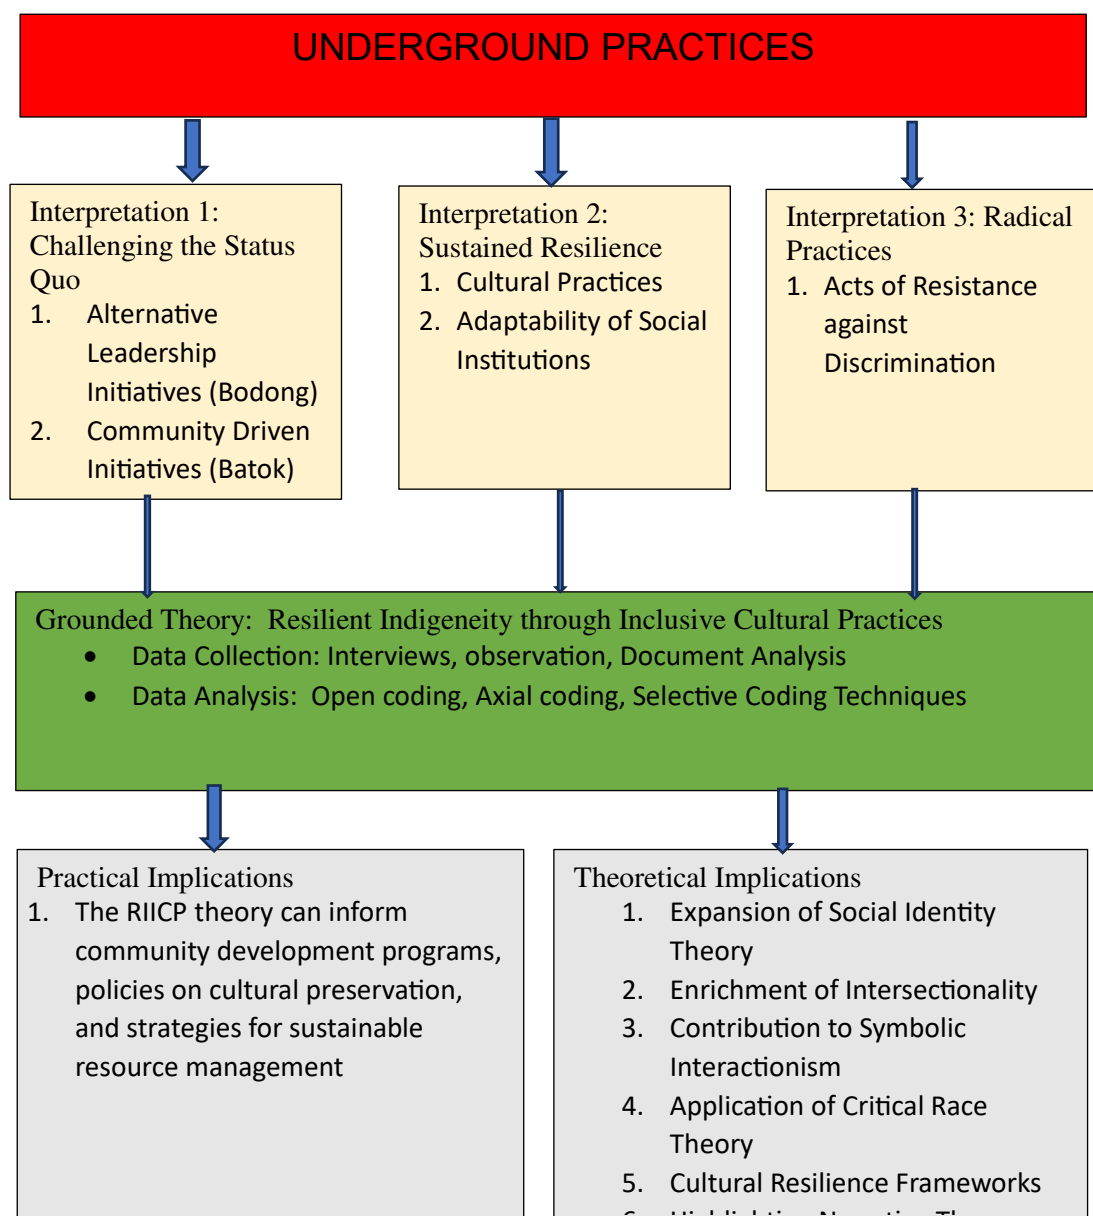 UNDERGROUND PRACTICES
Interpretation 1:
Challenging the Status
Quo
1. Alternative
Leadership
Initiatives (Bodong)
2. Community Driven
Initiatives (Batok)
Interpretation 2:
Sustained Resilience
1. Cultural Practices
2. Adaptability of Social
Institutions
Interpretation 3: Radical
Practices
1. Acts of Resistance
against
Discrimination
Grounded Theory: Resilient Indigeneity through Inclusive Cultural Practices
• Data Collection: Interviews, observation, Document Analysis
• Data Analysis: Open coding, Axial coding, Selective Coding Techniques
Practical Implications
1. The RIICP theory can inform
community development programs,
policies on cultural preservation,
and strategies for sustainable
resource management
Theoretical Implications
1. Expansion of Social Identity
Theory
2. Enrichment of Intersectionality
3. Contribution to Symbolic
Interactionism
4. Application of Critical Race
Theory
5. Cultural Resilience Frameworks